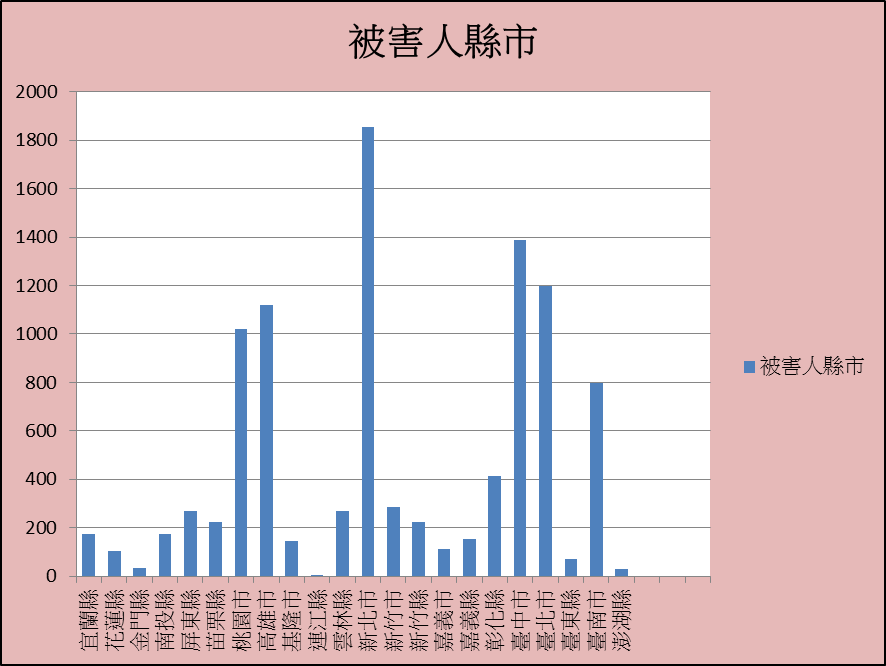 被害人縣市
2000
1800
1600
1400
1200
1000
800
600
400
200
0
宜蘭縣
花蓮縣
金門縣
南投縣
屏東縣
苗栗縣
桃園市
高雄市
基隆市
連江縣
雲林縣
新北市
新竹市
新竹縣
嘉義市
嘉義縣
彰化縣
臺中市
臺北市
臺東縣
臺南市
澎湖縣
被害人縣市